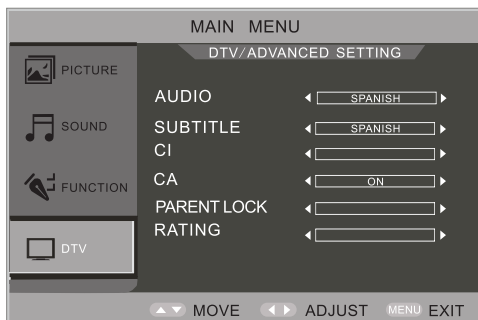 MAIN MENU
DTV/ADVANCED SETTING
PICTURE
SOUND
FUNCTION
DTV
AUDIO SPANISH
SUBTITLE SPANISH
CI
CA ON
PARENT LOCK
RATING
MOVE ADJUST MENU EXIT